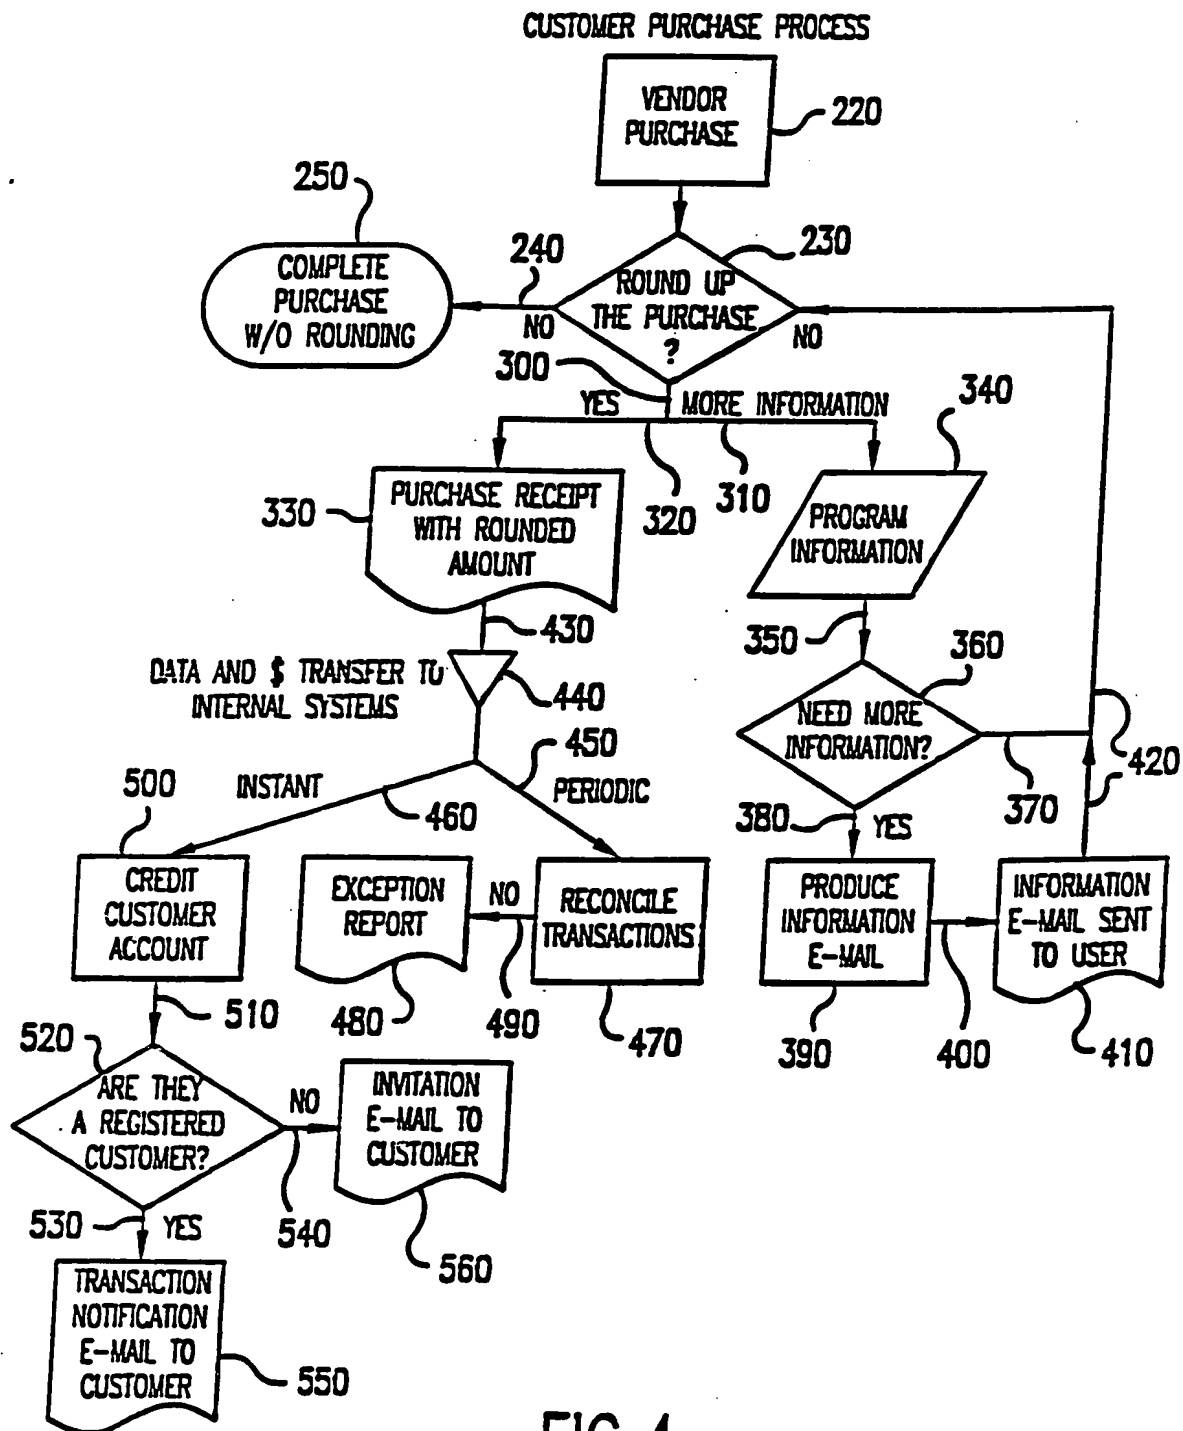 CUSTOMER PURCHASE PROCESS
VENDOR
PURCHASE
220
250
230
240
COMPLETE
PURCHASE
W/O ROUNDING
ROUND UP
THE PURCHASE
?
NO
NO
300
YES
MORE INFORMATION
340
330
PURCHASE RECEIPT
WITH ROUNDED
AMOUNT
320
310
PROGRAM
INFORMATION
430
350
360
DATA AND $ TRANSFER TO
INTERNAL SYSTEMS
440
NEED MORE
INFORMATION?
450
420
500
INSTANT
460
PERIODIC
370
380
YES
CREDIT
CUSTOMER
ACCOUNT
EXCEPTION
REPORT
NO
RECONCILE
TRANSACTIONS
PRODUCE
INFORMATION
E-MAIL
INFORMATION
E-MAIL SENT
TO USER
510
480
490
470
390
400
410
520
ARE THEY
A REGISTERED
CUSTOMER?
NO
INVITATION
E-MAIL TO
CUSTOMER
530
YES
540
560
TRANSACTION
NOTIFICATION
E-MAIL TO
CUSTOMER
550